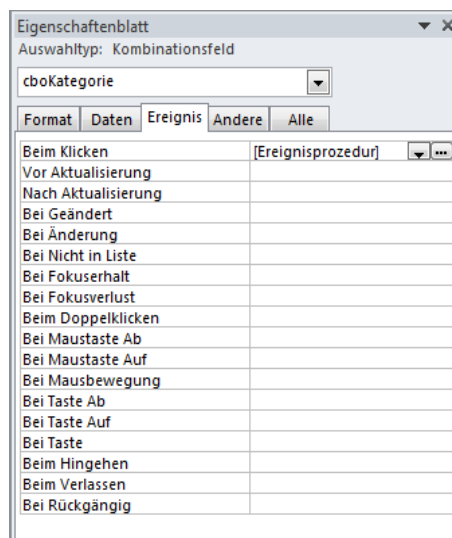 Eigenschaftenblatt
Auswahltyp: Kombinationsfeld
cboKategorie
Format Daten Ereignis Andere Alle
Beim Klicken [Ereignisprozedur]
Vor Aktualisierung
Nach Aktualisierung
Bei Geändert
Bei Änderung
Bei Nicht in Liste
Bei Fokuserhalt
Bei Fokusverlust
Beim Doppelklicken
Bei Maustaste Ab
Bei Maustaste Auf
Bei Mausbewegung
Bei Taste Ab
Bei Taste Auf
Bei Taste
Beim Hingehen
Beim Verlassen
Bei Rückgängig